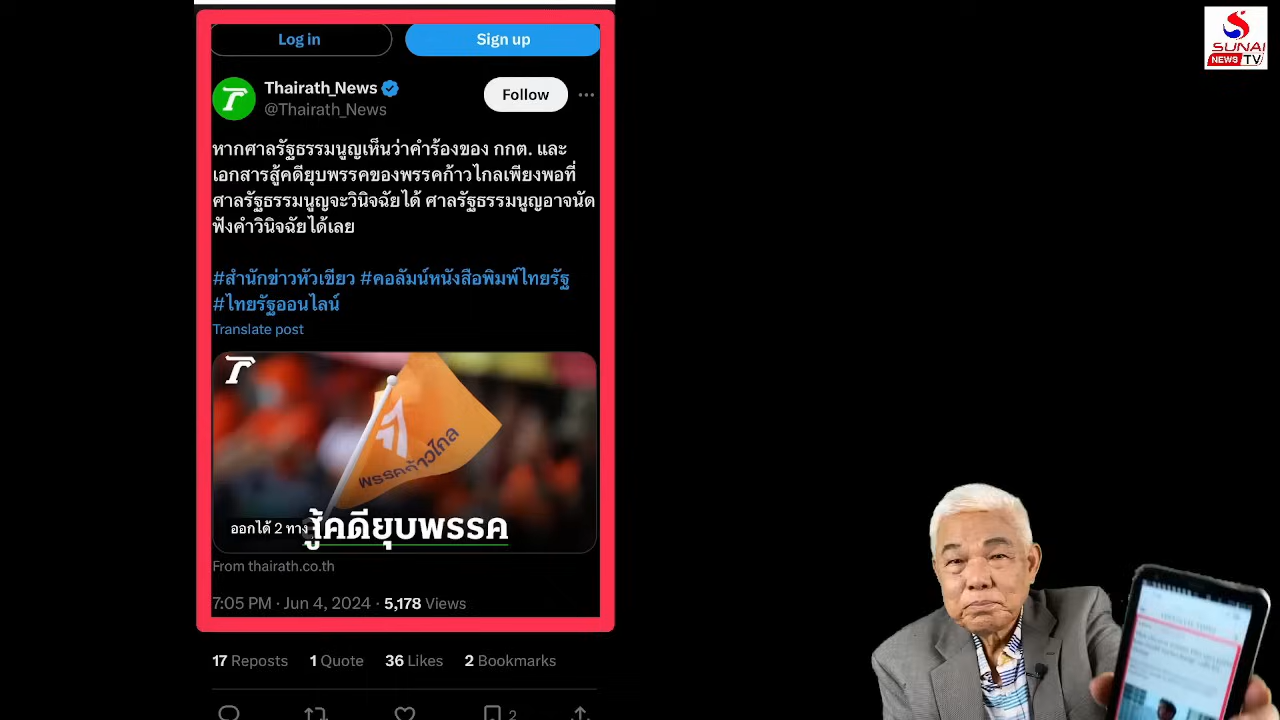 Log in
Sign up
SUNAI
NEWS TV
Thairath_News
@Thairath_News
Follow
หากศาลรัฐธรรมนูญเห็นว่าคำร้องของ กกต. และ
เอกสารสู้คดียุบพรรคของพรรคก้าวไกลเพียงพอที่
ศาลรัฐธรรมนูญจะวินิจฉัยได้ ศาลรัฐธรรมนูญอาจนัด
ฟังคำวินิจฉัยได้เลย
#สำนักข่าวหัวเขียว #คอลัมน์หนังสือพิมพ์ไทยรัฐ
#ไทยรัฐออนไลน์
Translate post
พรรคก้าวไกล
ออกได้ 2 ทาง สู้คดียุบพรรค
From thairath.co.th
7:05 PM · Jun 4, 2024 · 5,178 Views
17 Reposts 1 Quote 36 Likes 2 Bookmarks
2